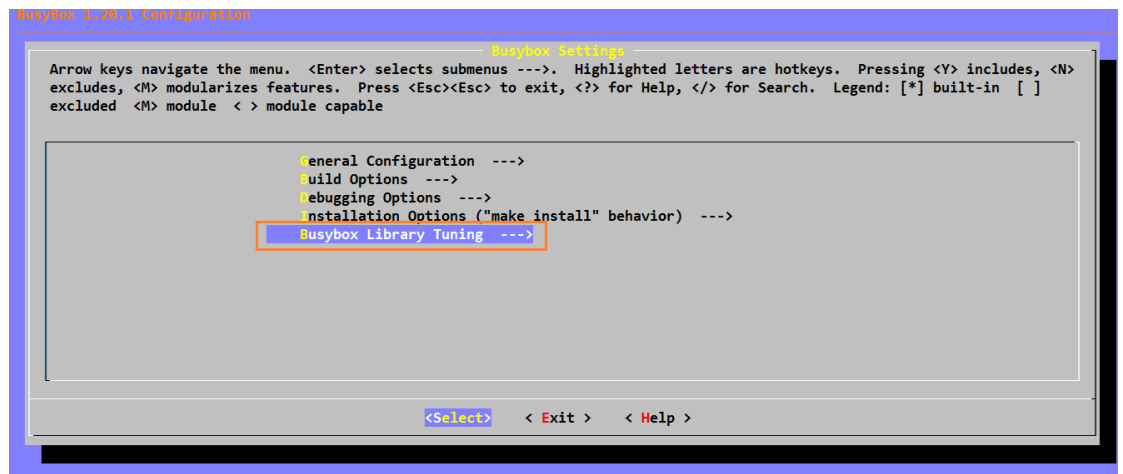 BusyBox 1.20.1 Configuration
Busybox Settings
Arrow keys navigate the menu.  <Enter> selects submenus --->.  Highlighted letters are hotkeys.  Pressing <Y> includes, <N>
excludes, <M> modularizes features.  Press <Esc><Esc> to exit, <?> for Help, </> for Search.  Legend: [*] built-in  [ ]
excluded  <M> module  < > module capable
General Configuration  --->
Build Options  --->
Debugging Options  --->
Installation Options ("make install" behavior)  --->
Busybox Library Tuning  --->
<Select>    < Exit >    < Help >